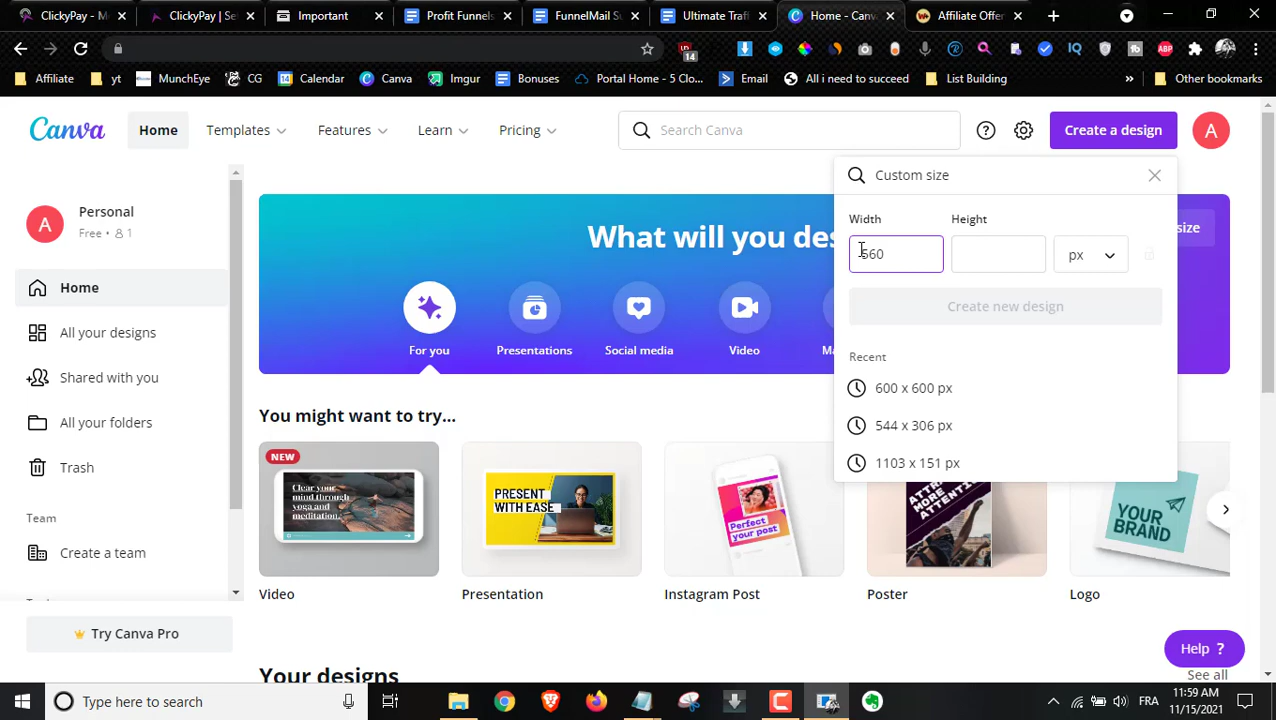 ClickyPay - M
ClickyPay | Se
Important
Profit Funnels
FunnelMail Su
Ultimate Traff
Home - Canv
Affiliate Offer
14
Affiliate
yt
MunchEye
CG
Calendar
Canva
Imgur
Bonuses
Portal Home - 5 Clo...
Email
All i need to succeed
List Building
»
Other bookmarks
Canva
Home
Templates
Features
Learn
Pricing
Search Canva
Create a design
A
A
Personal
Free • 1
Home
All your designs
Shared with you
All your folders
Trash
Team
Create a team
Try Canva Pro
What will you des
size
For you
Presentations
Social media
Video
Custom size
Width
Height
560
px
Create new design
Recent
600 x 600 px
544 x 306 px
1103 x 151 px
You might want to try...
NEW
Clear your
mind through
yoga and
meditation.
PRESENT
WITH EASE
Perfect
your post
ATTR
MORE
ATTENTI
YOUR
BRAND
Video
Presentation
Instagram Post
Poster
Logo
Your designs
See all
Help ?
Type here to search
FRA
11:59 AM
11/15/2021